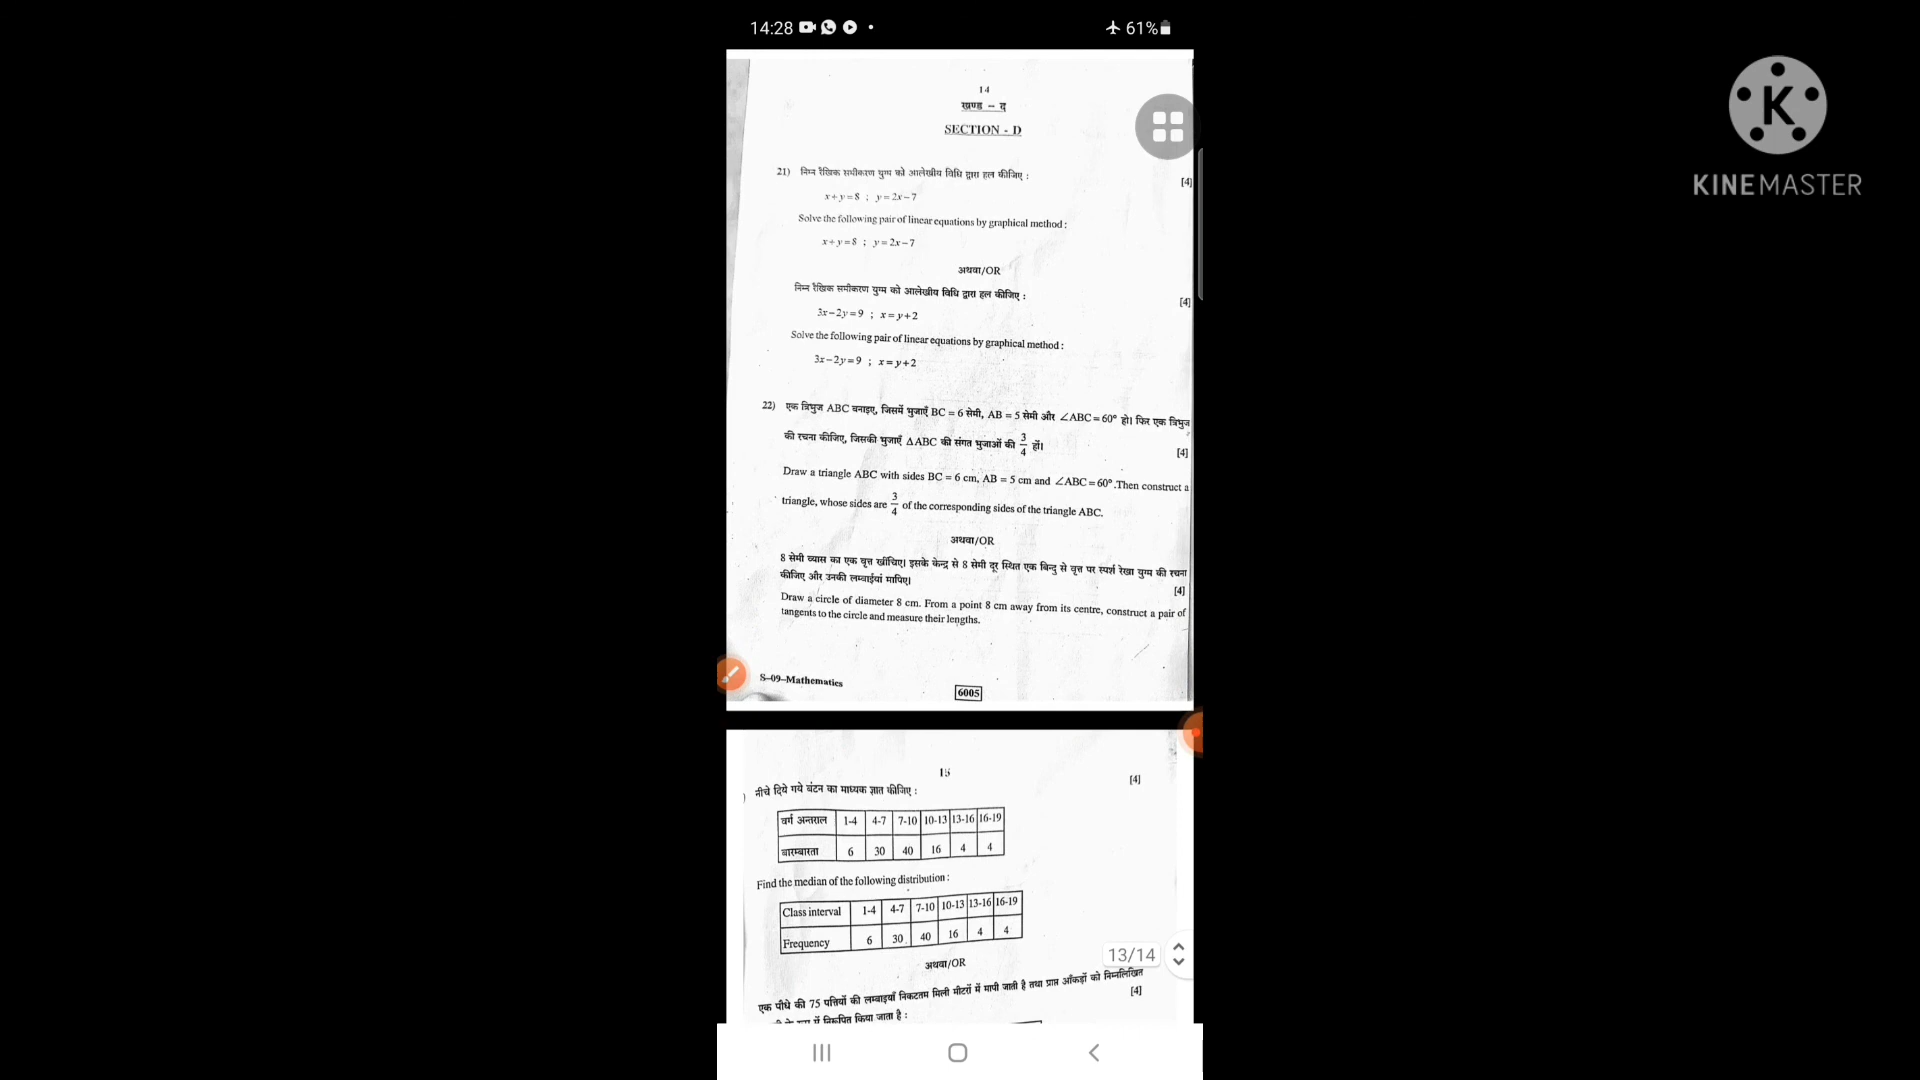 14:28
61%
KINEMASTER
14
खण्ड – द
SECTION - D
21) निम्न रैखिक समीकरण युग्म को आलेखीय विधि द्वारा हल कीजिए : [4]
x+y=8 ; y=2x−7
Solve the following pair of linear equations by graphical method :
x+y=8 ; y=2x−7
अथवा/OR
निम्न रैखिक समीकरण युग्म को आलेखीय विधि द्वारा हल कीजिए : [4]
3x−2y=9 ; x=y+2
Solve the following pair of linear equations by graphical method :
3x−2y=9 ; x=y+2
22) एक त्रिभुज ABC बनाइए, जिसमें भुजाएँ BC = 6 सेमी, AB = 5 सेमी और ∠ABC = 60° हो। फिर एक त्रिभुज
की रचना कीजिए, जिसकी भुजाएँ ΔABC की संगत भुजाओं की 3/4 हों। [4]
Draw a triangle ABC with sides BC = 6 cm, AB = 5 cm and ∠ABC = 60°.Then construct a
triangle, whose sides are 3/4 of the corresponding sides of the triangle ABC.
अथवा/OR
8 सेमी व्यास का एक वृत्त खींचिए। इसके केन्द्र से 8 सेमी दूर स्थित एक बिन्दु से वृत्त पर स्पर्श रेखा युग्म की रचना
कीजिए और उनकी लम्बाईयां मापिए। [4]
Draw a circle of diameter 8 cm. From a point 8 cm away from its centre, construct a pair of
tangents to the circle and measure their lengths.
S–09–Mathematics
6005
15
) नीचे दिये गये बंटन का माध्यक ज्ञात कीजिए : [4]
वर्ग अन्तराल 1-4 4-7 7-10 10-13 13-16 16-19
बारम्बारता 6 30 40 16 4 4
Find the median of the following distribution :
Class interval 1-4 4-7 7-10 10-13 13-16 16-19
Frequency 6 30 40 16 4 4
13/14
अथवा/OR
एक पौधे की 75 पत्तियों की लम्बाइयाँ निकटतम मिली मीटरों में मापी जाती है तथा प्राप्त आँकड़ों को निम्नलिखित
[4]
में निरूपित किया जाता है :